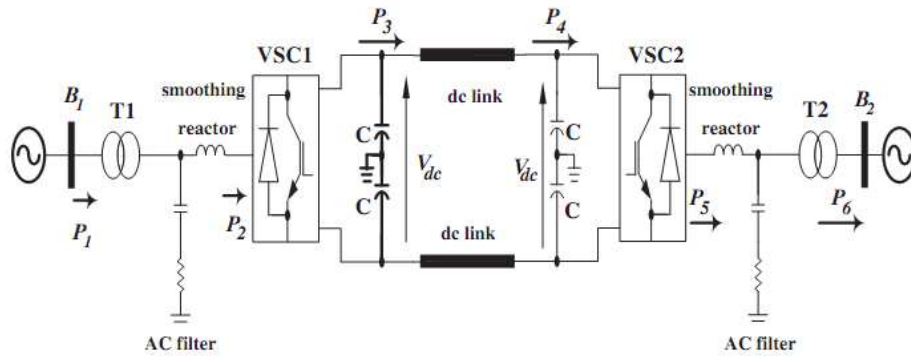 P3
P4
VSC1
VSC2
smoothing
dc link
smoothing
B1
T1
reactor
C
C
reactor
T2
B2
Vdc
Vdc
P1
P2
C
C
P5
P6
dc link
AC filter
AC filter